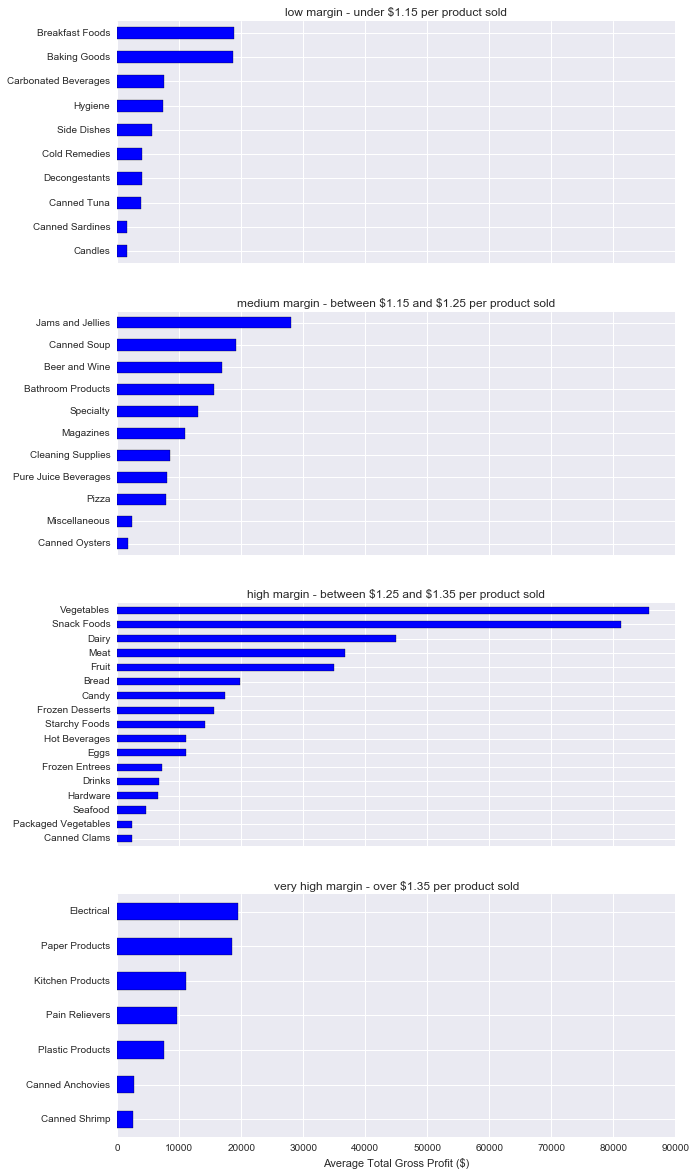 low margin - under $1.15 per product sold
Breakfast Foods
Baking Goods
Carbonated Beverages
Hygiene
Side Dishes
Cold Remedies
Decongestants
Canned Tuna
Canned Sardines
Candles
medium margin - between $1.15 and $1.25 per product sold
Jams and Jellies
Canned Soup
Beer and Wine
Bathroom Products
Specialty
Magazines
Cleaning Supplies
Pure Juice Beverages
Pizza
Miscellaneous
Canned Oysters
high margin - between $1.25 and $1.35 per product sold
Vegetables
Snack Foods
Dairy
Meat
Fruit
Bread
Candy
Frozen Desserts
Starchy Foods
Hot Beverages
Eggs
Frozen Entrees
Drinks
Hardware
Seafood
Packaged Vegetables
Canned Clams
very high margin - over $1.35 per product sold
Electrical
Paper Products
Kitchen Products
Pain Relievers
Plastic Products
Canned Anchovies
Canned Shrimp
0 10000 20000 30000 40000 50000 60000 70000 80000 90000
Average Total Gross Profit ($)